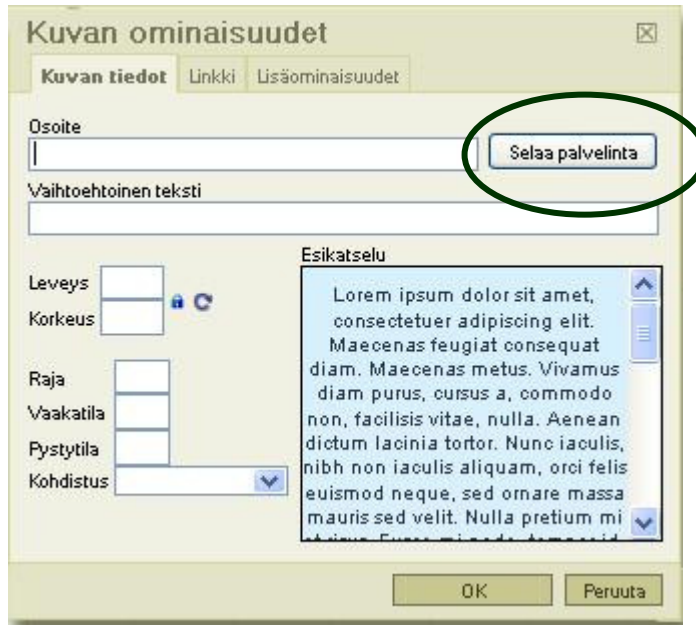 Kuvan ominaisuudet
Kuvan tiedot Linkki Lisäominaisuudet
Osoite
Selaa palvelinta
Vaihtoehtoinen teksti
Esikatselu
Leveys
Korkeus
Raja
Vaakatila
Pystytila
Kohdistus
Lorem ipsum dolor sit amet,
consectetuer adipiscing elit.
Maecenas feugiat consequat
diam. Maecenas metus. Vivamus
diam purus, cursus a, commodo
non, facilisis vitae, nulla. Aenean
dictum lacinia tortor. Nunc iaculis,
nibh non iaculis aliquam, orci felis
euismod neque, sed ornare massa
mauris sed velit. Nulla pretium mi
OK Peruuta